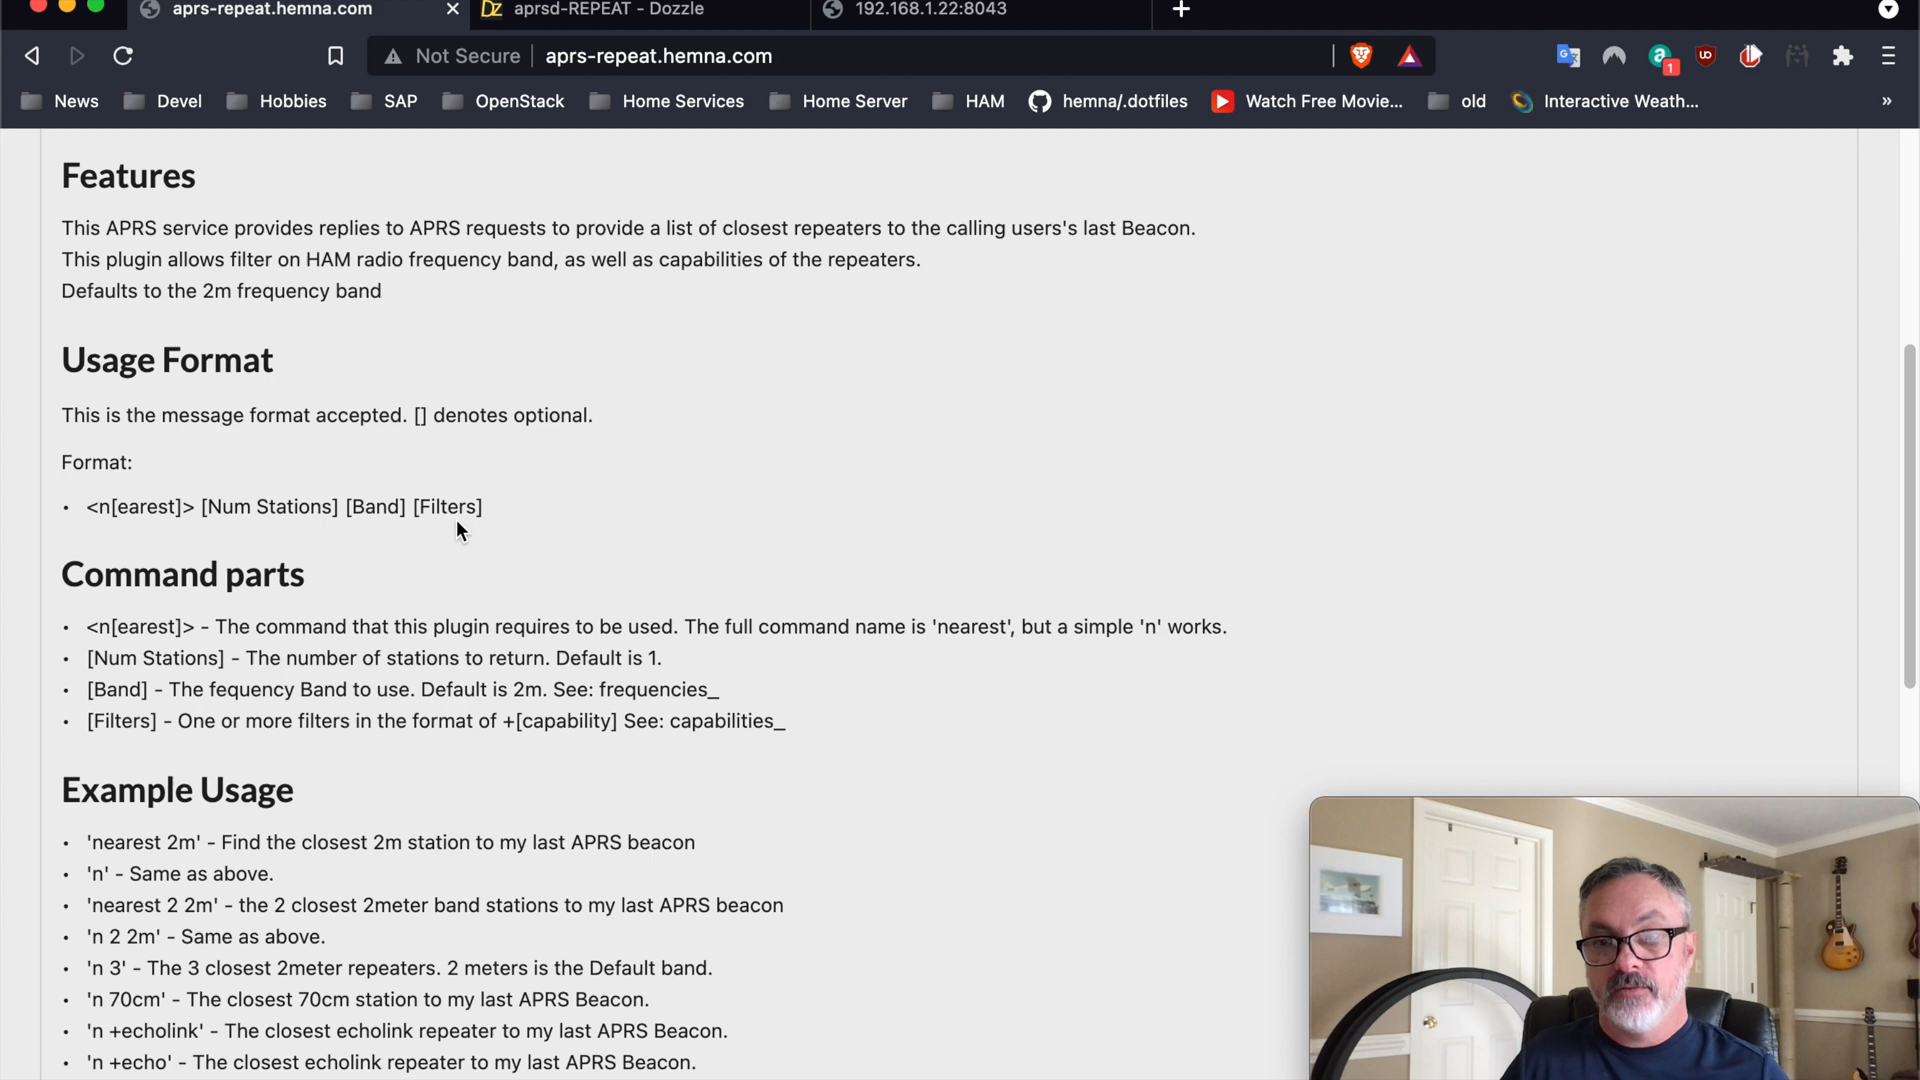 aprs-repeat.hemna.com
aprsd-REPEAT - Dozzle
192.168.1.22:8043
Not Secure aprs-repeat.hemna.com
1
News Devel Hobbies SAP OpenStack Home Services Home Server HAM hemna/.dotfiles Watch Free Movie... old Interactive Weath... »
Features
This APRS service provides replies to APRS requests to provide a list of closest repeaters to the calling users's last Beacon.
This plugin allows filter on HAM radio frequency band, as well as capabilities of the repeaters.
Defaults to the 2m frequency band
Usage Format
This is the message format accepted. [] denotes optional.
Format:
• <n[earest]> [Num Stations] [Band] [Filters]
Command parts
• <n[earest]> - The command that this plugin requires to be used. The full command name is 'nearest', but a simple 'n' works.
• [Num Stations] - The number of stations to return. Default is 1.
• [Band] - The fequency Band to use. Default is 2m. See: frequencies_
• [Filters] - One or more filters in the format of +[capability] See: capabilities_
Example Usage
• 'nearest 2m' - Find the closest 2m station to my last APRS beacon
• 'n' - Same as above.
• 'nearest 2 2m' - the 2 closest 2meter band stations to my last APRS beacon
• 'n 2 2m' - Same as above.
• 'n 3' - The 3 closest 2meter repeaters. 2 meters is the Default band.
• 'n 70cm' - The closest 70cm station to my last APRS Beacon.
• 'n +echolink' - The closest echolink repeater to my last APRS Beacon.
• 'n +echo' - The closest echolink repeater to my last APRS Beacon.